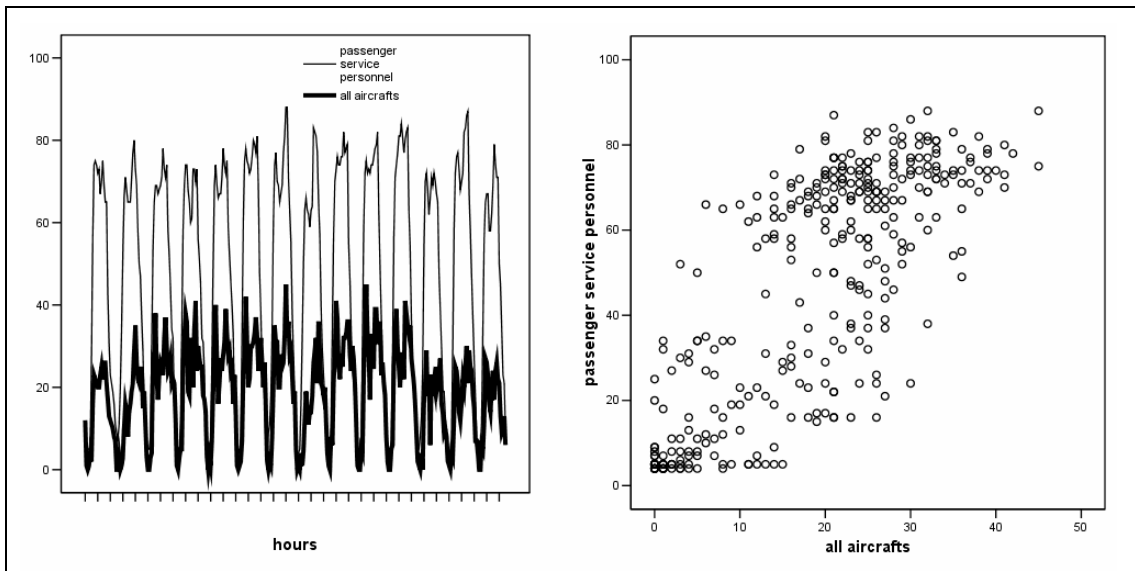 100
80
60
40
20
0
passenger
service
personnel
all aircrafts
hours
100
80
60
40
20
0
passenger service personnel
0 10 20 30 40 50
all aircrafts